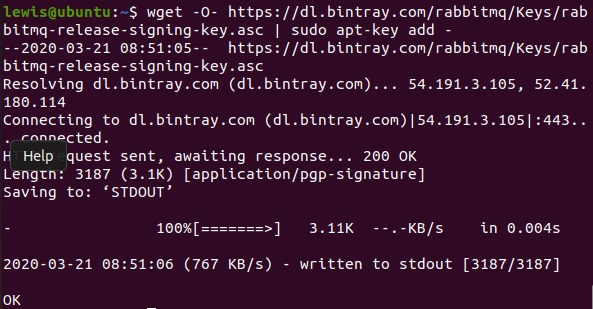 lewis@ubuntu:~$ wget -O- https://dl.bintray.com/rabbitmq/Keys/rab
bitmq-release-signing-key.asc | sudo apt-key add -
--2020-03-21 08:51:05--  https://dl.bintray.com/rabbitmq/Keys/rab
bitmq-release-signing-key.asc
Resolving dl.bintray.com (dl.bintray.com)... 54.191.3.105, 52.41.
180.114
Connecting to dl.bintray.com (dl.bintray.com)|54.191.3.105|:443..
. connected.
Help
equest sent, awaiting response... 200 OK
Length: 3187 (3.1K) [application/pgp-signature]
Saving to: ‘STDOUT’
-                   100%[=======>]   3.11K  --.-KB/s    in 0.004s
2020-03-21 08:51:06 (767 KB/s) - written to stdout [3187/3187]
OK